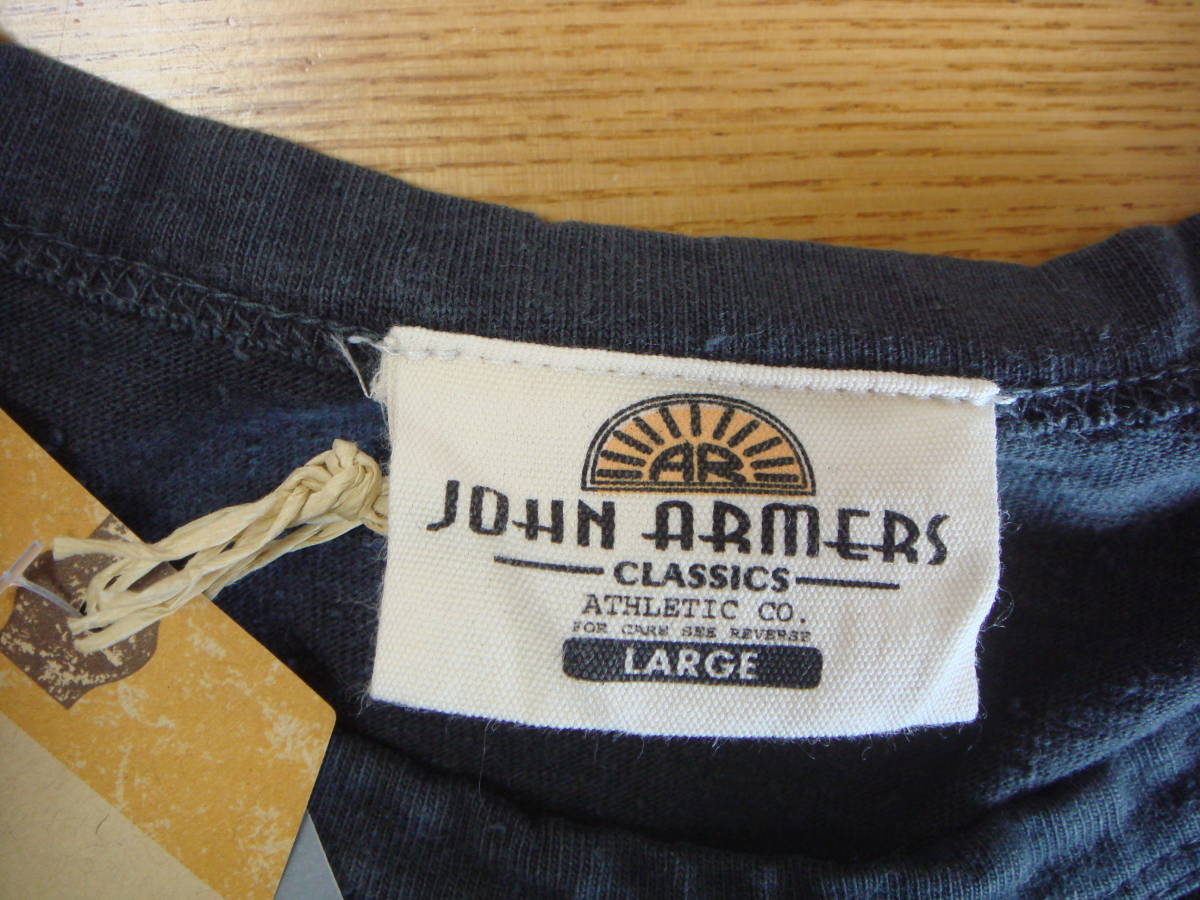 AR
JOHN ARMERS
CLASSICS
ATHLETIC CO.
FOR CARE SEE REVERSE
LARGE